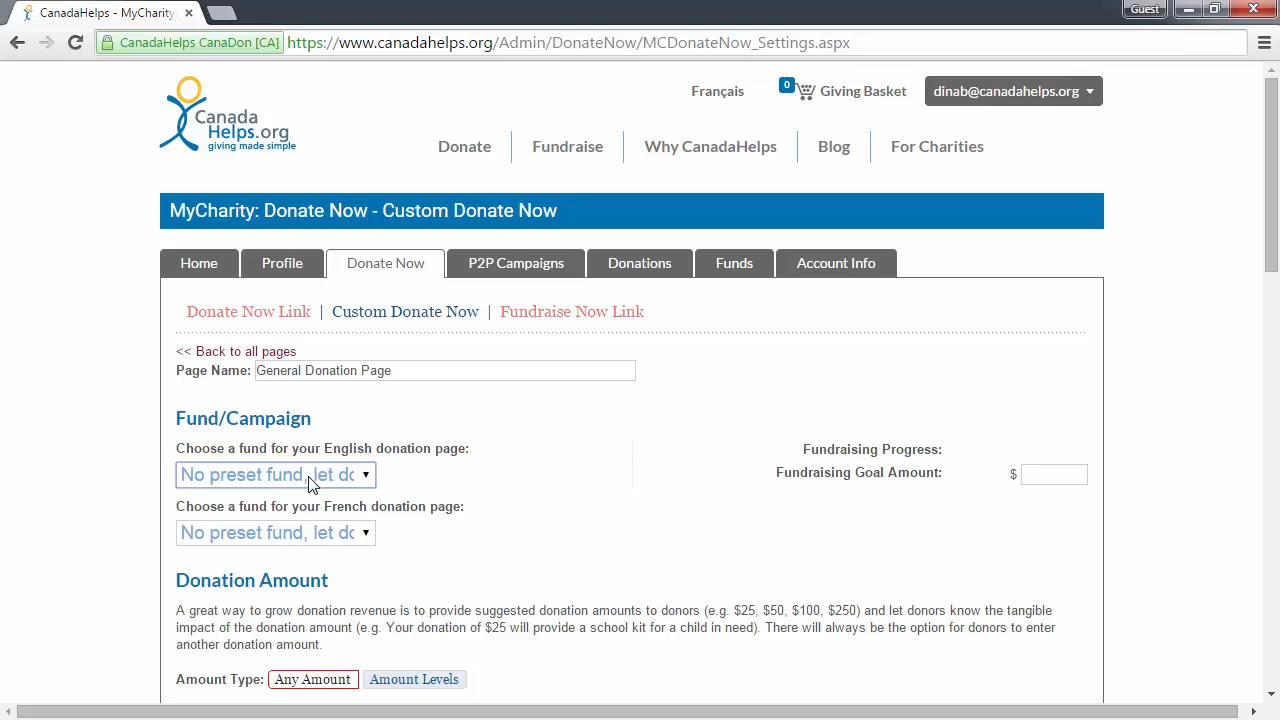 CanadaHelps - MyCharity
Guest
CanadaHelps CanaDon [CA]
https://www.canadahelps.org/Admin/DonateNow/MCDonateNow_Settings.aspx
Canada
Helps.org
giving made simple
Français
0
Giving Basket
dinab@canadahelps.org
Donate
Fundraise
Why CanadaHelps
Blog
For Charities
MyCharity: Donate Now - Custom Donate Now
Home
Profile
Donate Now
P2P Campaigns
Donations
Funds
Account Info
Donate Now Link | Custom Donate Now | Fundraise Now Link
<< Back to all pages
Page Name: General Donation Page
Fund/Campaign
Choose a fund for your English donation page:
No preset fund, let do
Fundraising Progress:
Fundraising Goal Amount: $
Choose a fund for your French donation page:
No preset fund, let do
Donation Amount
A great way to grow donation revenue is to provide suggested donation amounts to donors (e.g. $25, $50, $100, $250) and let donors know the tangible
impact of the donation amount (e.g. Your donation of $25 will provide a school kit for a child in need). There will always be the option for donors to enter
another donation amount.
Amount Type: Any Amount Amount Levels